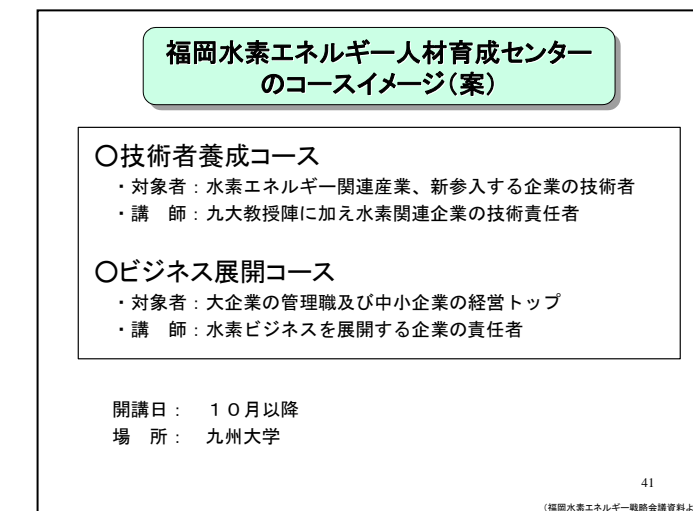 福岡水素エネルギー人材育成センター
のコースイメージ（案）
○技術者養成コース
・対象者：水素エネルギー関連産業、新参入する企業の技術者
・講　師：九大教授陣に加え水素関連企業の技術責任者
○ビジネス展開コース
・対象者：大企業の管理職及び中小企業の経営トップ
・講　師：水素ビジネスを展開する企業の責任者
開講日：　１０月以降
場　所：　九州大学
41
（福岡水素エネルギー戦略会議資料よ